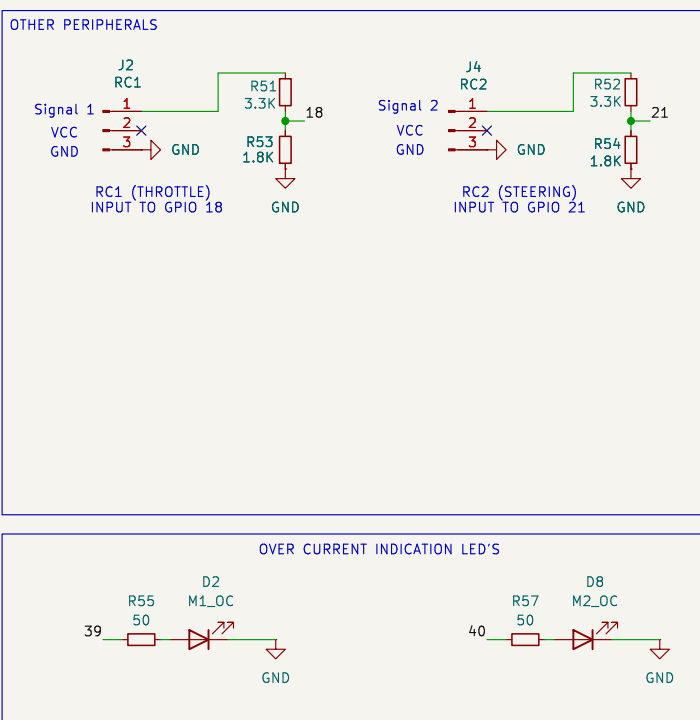 OTHER PERIPHERALS
J2
RC1
Signal 1
1
VCC
2
GND
3
GND
R51
3.3K
18
R53
1.8K
GND
RC1 (THROTTLE)
INPUT TO GPIO 18
J4
RC2
Signal 2
1
VCC
2
GND
3
GND
R52
3.3K
21
R54
1.8K
GND
RC2 (STEERING)
INPUT TO GPIO 21
OVER CURRENT INDICATION LED'S
39
R55
50
D2
M1_OC
GND
40
R57
50
D8
M2_OC
GND